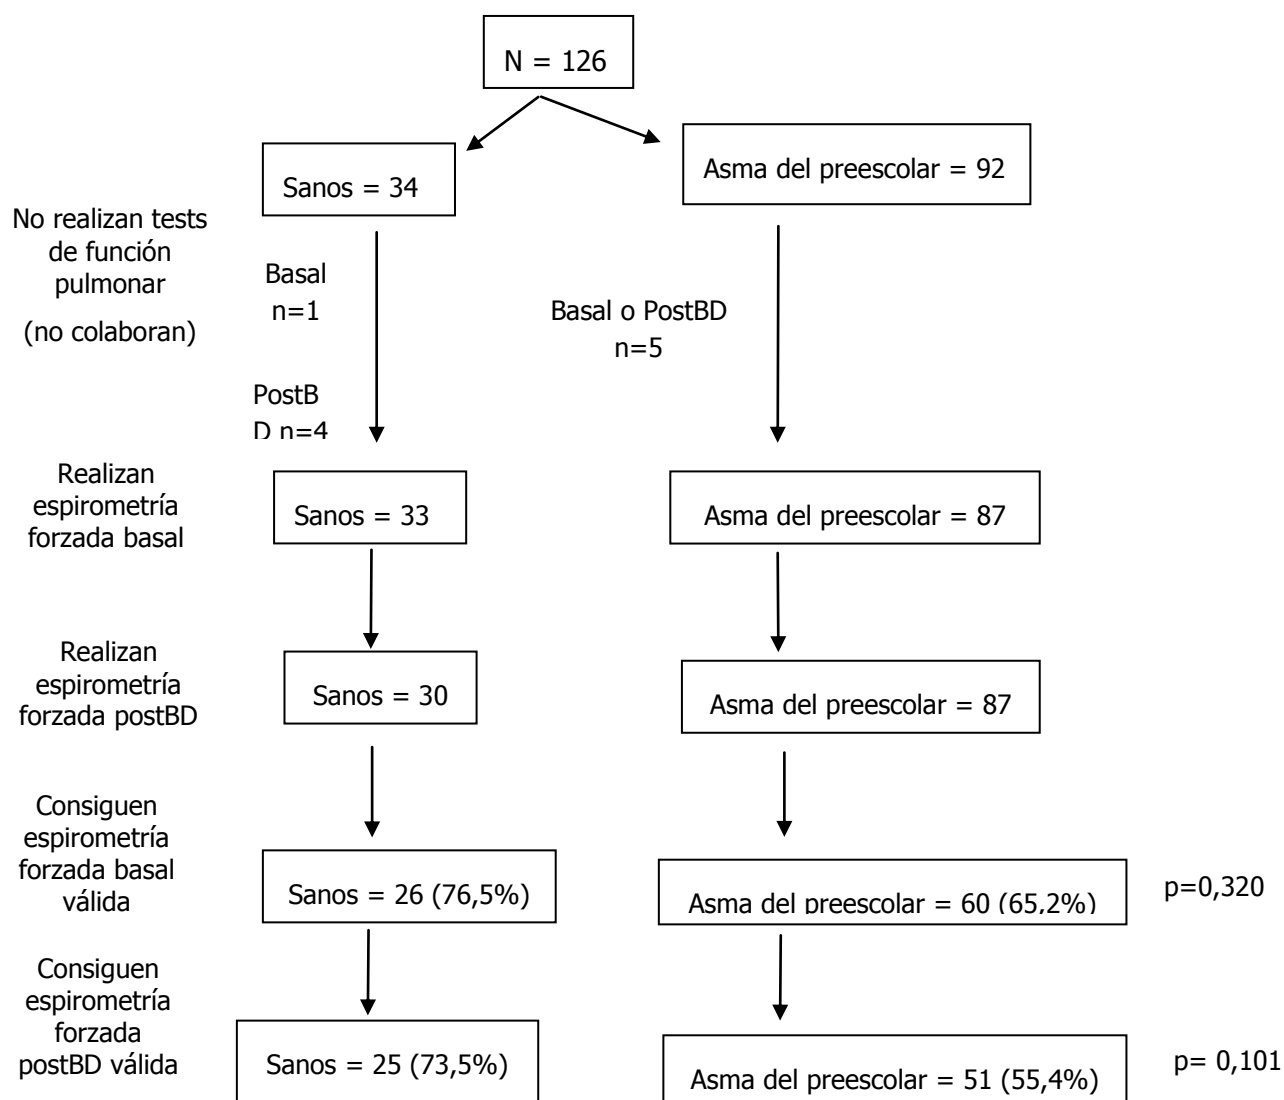 N = 126
Sanos = 34
Asma del preescolar = 92
No realizan tests
de función
pulmonar
(no colaboran)
Basal
n=1
PostB
D n=4
Basal o PostBD
n=5
Realizan
espirometría
forzada basal
Sanos = 33
Asma del preescolar = 87
Realizan
espirometría
forzada postBD
Sanos = 30
Asma del preescolar = 87
Consiguen
espirometría
forzada basal
válida
Sanos = 26 (76,5%)
Asma del preescolar = 60 (65,2%)
p=0,320
Consiguen
espirometría
forzada
postBD válida
Sanos = 25 (73,5%)
Asma del preescolar = 51 (55,4%)
p= 0,101